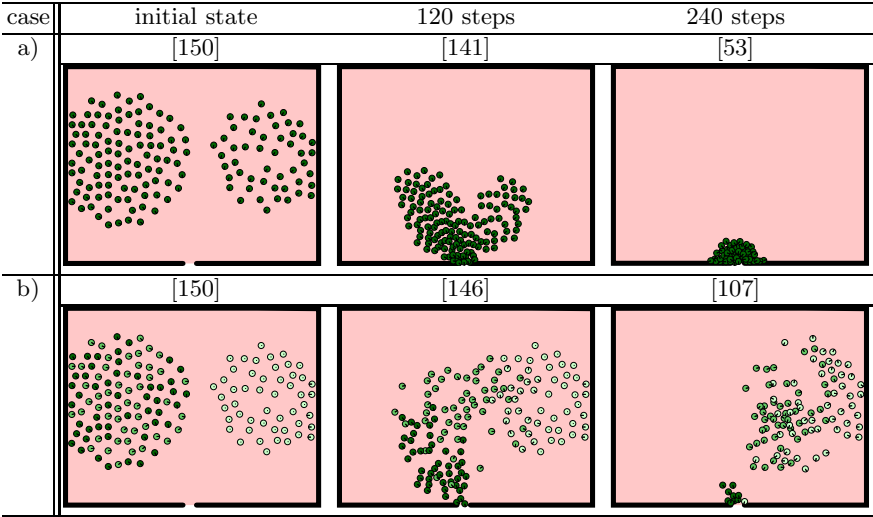 case initial state 120 steps 240 steps
a) [150] [141] [53]
b) [150] [146] [107]